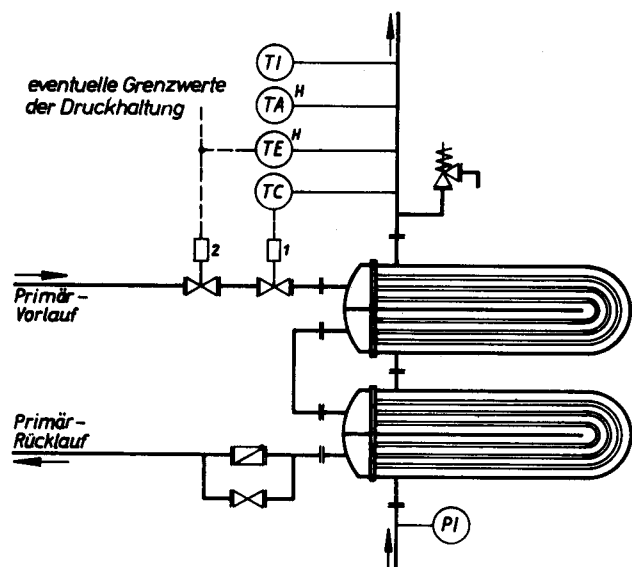 TI
TA H
eventuelle Grenzwerte
der Druckhaltung
TE H
TC
2
1
Primär-
Vorlauf
Primär-
Rücklauf
PI